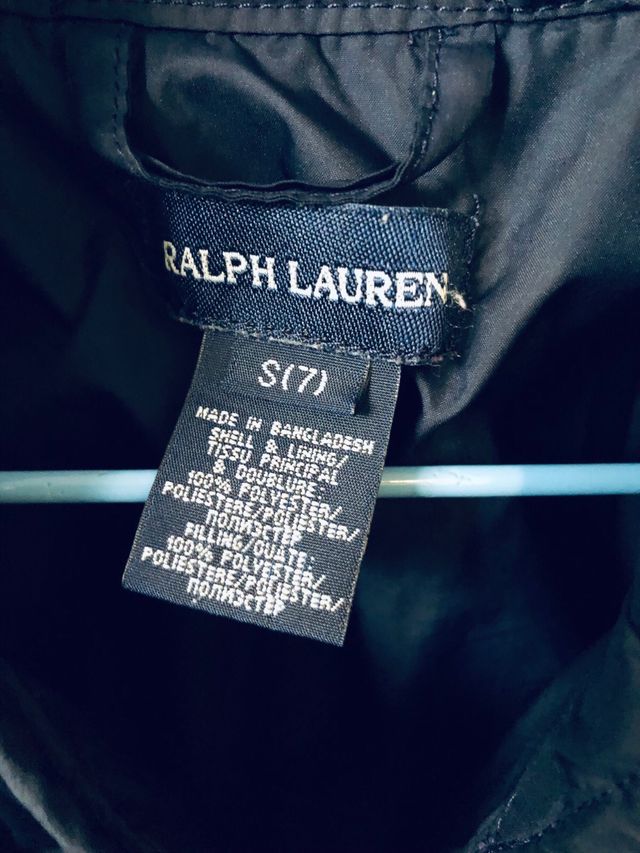 RALPH LAUREN
S(7)
MADE IN BANGLADESH
SHELL & LINING/
TISSU PRINCIPAL
& DOUBLURE:
100% POLYESTER/
POLIESTERE/POLIESTER/
ПОЛИЭСТЕР
FILLING/OUATE:
100% POLYESTER/
POLIESTERE/POLIESTER/
ПОЛИЭСТЕР